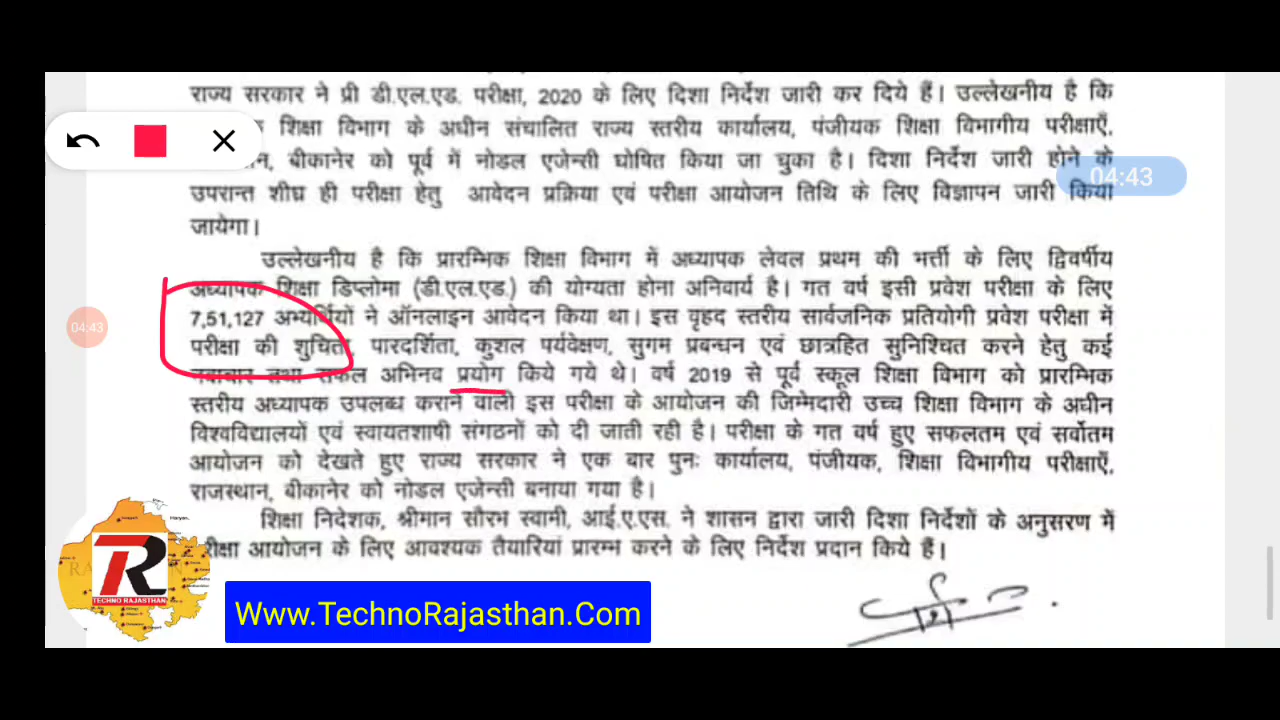 राज्य सरकार ने प्री डी.एल.एड. परीक्षा, 2020 के लिए दिशा निर्देश जारी कर दिये हैं। उल्लेखनीय है कि
शिक्षा विभाग के अधीन संचालित राज्य स्तरीय कार्यालय, पंजीयक शिक्षा विभागीय परीक्षाएँ,
बीकानेर को पूर्व में नोडल एजेन्सी घोषित किया जा चुका है। दिशा निर्देश जारी होने के
04:43
उपरान्त शीघ्र ही परीक्षा हेतु आवेदन प्रक्रिया एवं परीक्षा आयोजन तिथि के लिए विज्ञापन जारी किया
जायेगा।
उल्लेखनीय है कि प्रारम्भिक शिक्षा विभाग में अध्यापक लेवल प्रथम की भर्त्ती के लिए द्विवर्षीय
अध्यापक शिक्षा डिप्लोमा (डी.एल.एड.) की योग्यता होना अनिवार्य है। गत वर्ष इसी प्रवेश परीक्षा के लिए
7,51,127 अभ्यर्थियों ने ऑनलाइन आवेदन किया था। इस वृहद स्तरीय सार्वजनिक प्रतियोगी प्रवेश परीक्षा में
04:43
परीक्षा की शुचिता, पारदर्शिता, कुशल पर्यवेक्षण, सुगम प्रबन्धन एवं छात्रहित सुनिश्चित करने हेतु कई
तथा सफल अभिनव प्रयोग किये गये थे। वर्ष 2019 से पूर्व स्कूल शिक्षा विभाग को प्रारम्भिक
स्तरीय अध्यापक उपलब्ध कराने वाली इस परीक्षा के आयोजन की जिम्मेदारी उच्च शिक्षा विभाग के अधीन
विश्वविद्यालयों एवं स्वायतशाषी संगठनों को दी जाती रही है। परीक्षा के गत वर्ष हुए सफलतम एवं सर्वोतम
आयोजन को देखते हुए राज्य सरकार ने एक बार पुनः कार्यालय, पंजीयक, शिक्षा विभागीय परीक्षाएँ,
राजस्थान, बीकानेर को नोडल एजेन्सी बनाया गया है।
शिक्षा निदेशक, श्रीमान सौरभ स्वामी, आई.ए.एस. ने शासन द्वारा जारी दिशा निर्देशों के अनुसरण में
आयोजन के लिए आवश्यक तैयारियां प्रारम्भ करने के लिए निर्देश प्रदान किये हैं।
TR
TECHNO RAJASTHAN
Www.TechnoRajasthan.Com